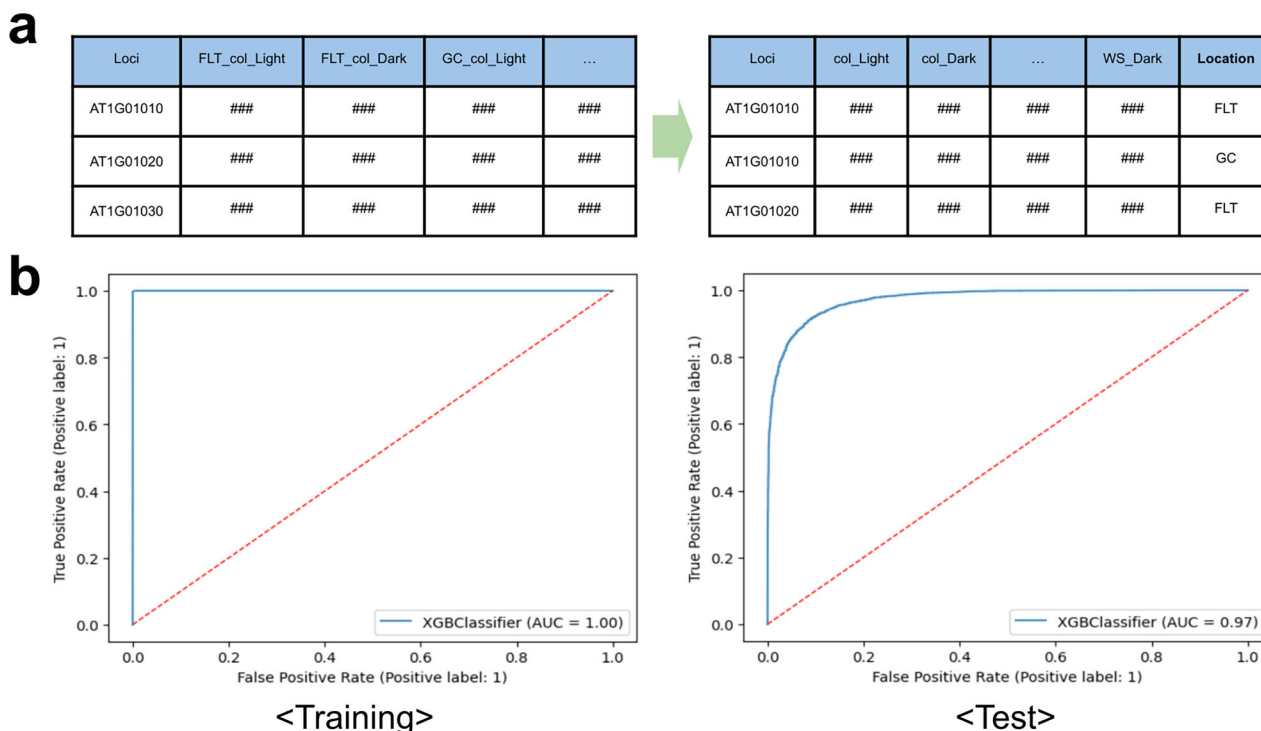 a
Loci FLT_col_Light FLT_col_Dark GC_col_Light ...
AT1G01010 ### ### ### ###
AT1G01020 ### ### ### ###
AT1G01030 ### ### ### ###
Loci col_Light col_Dark ... WS_Dark Location
AT1G01010 ### ### ### ### FLT
AT1G01010 ### ### ### ### GC
AT1G01020 ### ### ### ### FLT
b
True Positive Rate (Positive label: 1)
1.0
0.8
0.6
0.4
0.2
0.0
XGBClassifier (AUC = 1.00)
0.0 0.2 0.4 0.6 0.8 1.0
False Positive Rate (Positive label: 1)
<Training>
True Positive Rate (Positive label: 1)
1.0
0.8
0.6
0.4
0.2
0.0
XGBClassifier (AUC = 0.97)
0.0 0.2 0.4 0.6 0.8 1.0
False Positive Rate (Positive label: 1)
<Test>